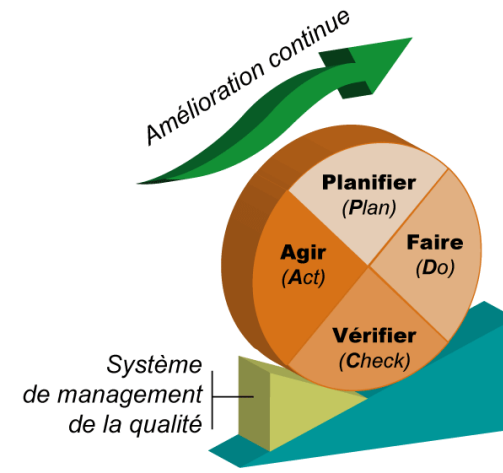 Amélioration continue
Planifier
(Plan)
Faire
(Do)
Agir
(Act)
Vérifier
(Check)
Système
de management
de la qualité